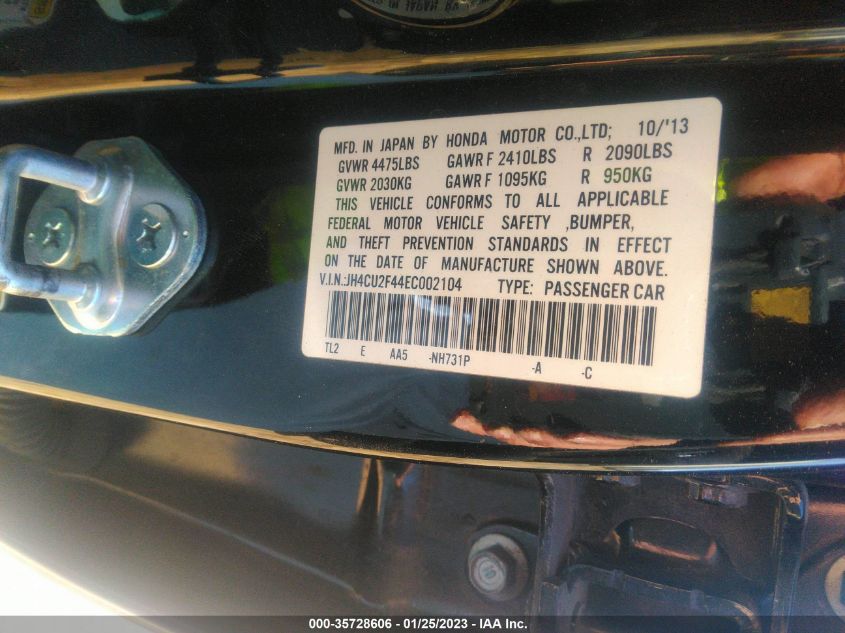 MFD. IN JAPAN BY HONDA MOTOR CO.,LTD; 10/'13
GVWR 4475LBS GAWR F 2410LBS R 2090LBS
GVWR 2030KG GAWR F 1095KG R 950KG
THIS VEHICLE CONFORMS TO ALL APPLICABLE
FEDERAL MOTOR VEHICLE SAFETY ,BUMPER,
AND THEFT PREVENTION STANDARDS IN EFFECT
ON THE DATE OF MANUFACTURE SHOWN ABOVE.
V.I.N.:JH4CU2F44EC002104 TYPE: PASSENGER CAR
TL2 E AA5 -NH731P -A -C
000-35728606 - 01/25/2023 - IAA Inc.